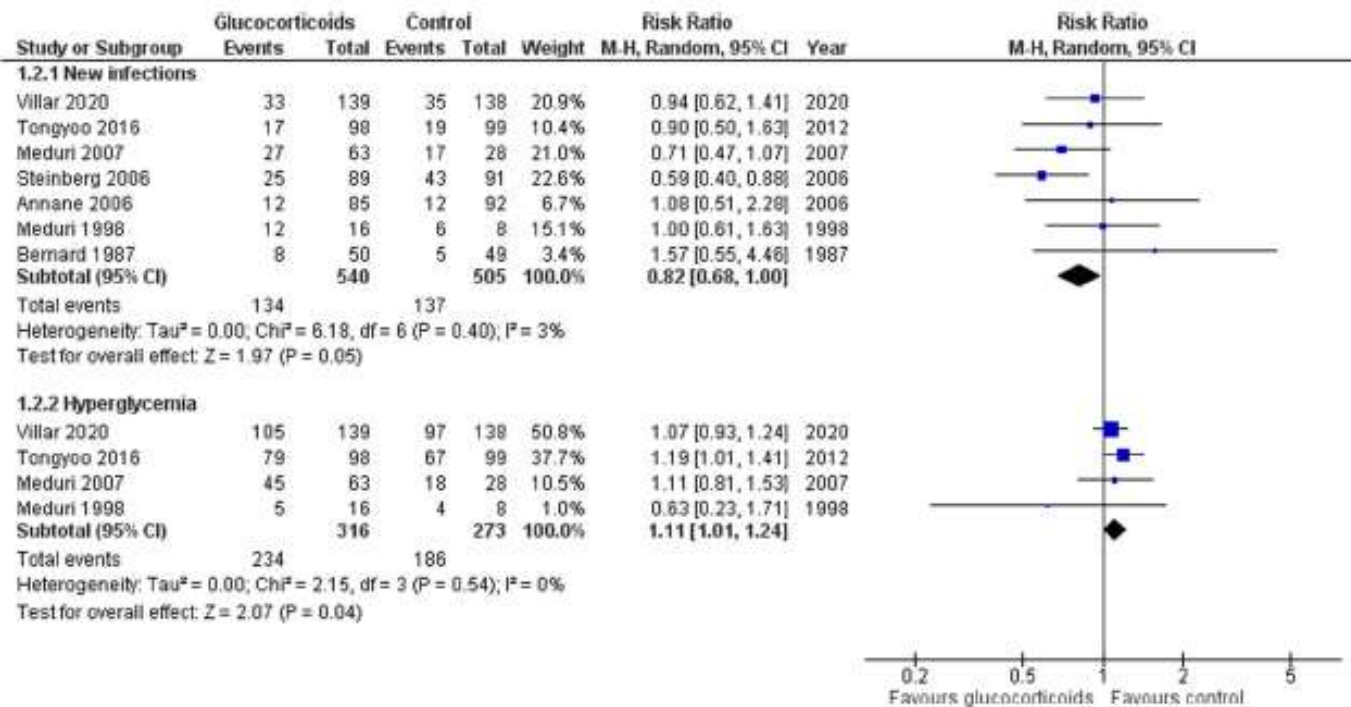 Glucocorticoids Control Risk Ratio Risk Ratio
Study or Subgroup Events Total Events Total Weight M-H, Random, 95% CI Year M-H, Random, 95% CI
1.2.1 New infections
Villar 2020 33 139 35 138 20.9% 0.94 [0.62, 1.41] 2020
Tongyoo 2016 17 98 19 99 10.4% 0.90 [0.50, 1.63] 2012
Meduri 2007 27 63 17 28 21.0% 0.71 [0.47, 1.07] 2007
Steinberg 2006 25 89 43 91 22.6% 0.59 [0.40, 0.88] 2006
Annane 2006 12 85 12 92 6.7% 1.08 [0.51, 2.28] 2006
Meduri 1998 12 16 6 8 15.1% 1.00 [0.61, 1.63] 1998
Bernard 1987 8 50 5 49 3.4% 1.57 [0.55, 4.46] 1987
Subtotal (95% CI) 540 505 100.0% 0.82 [0.68, 1.00]
Total events 134 137
Heterogeneity: Tau² = 0.00; Chi² = 6.18, df = 6 (P = 0.40); I² = 3%
Test for overall effect: Z = 1.97 (P = 0.05)
1.2.2 Hyperglycemia
Villar 2020 105 139 97 138 50.8% 1.07 [0.93, 1.24] 2020
Tongyoo 2016 79 98 67 99 37.7% 1.19 [1.01, 1.41] 2012
Meduri 2007 45 63 18 28 10.5% 1.11 [0.81, 1.53] 2007
Meduri 1998 5 16 4 8 1.0% 0.63 [0.23, 1.71] 1998
Subtotal (95% CI) 316 273 100.0% 1.11 [1.01, 1.24]
Total events 234 186
Heterogeneity: Tau² = 0.00; Chi² = 2.15, df = 3 (P = 0.54); I² = 0%
Test for overall effect: Z = 2.07 (P = 0.04)
0.2 0.5 1 2 5
Favours glucocorticoids Favours control